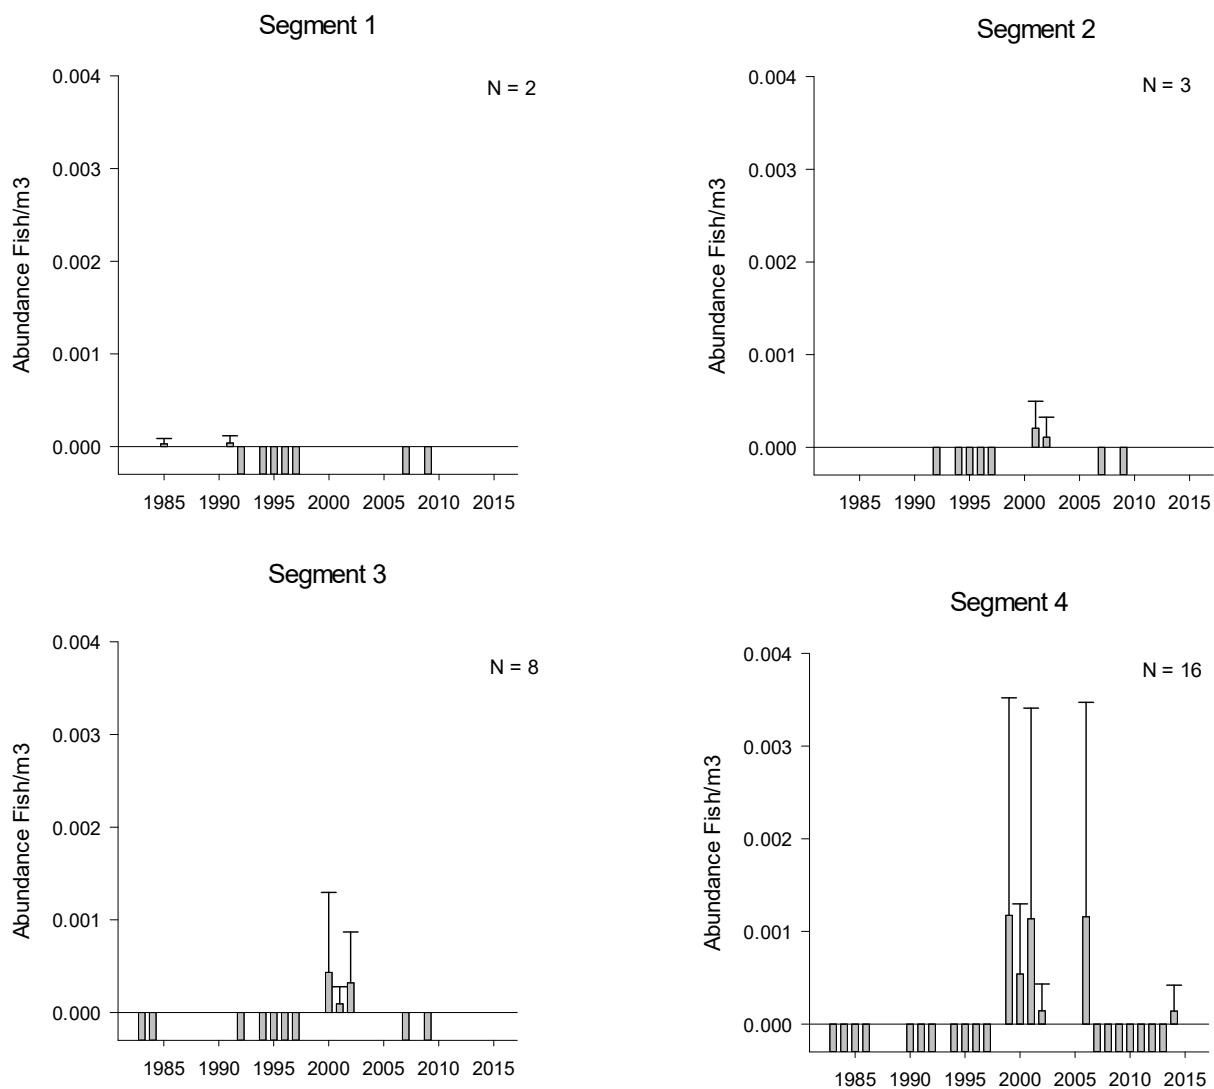 Segment 1
N = 2
Abundance Fish/m3
0.004
0.003
0.002
0.001
0.000
1985 1990 1995 2000 2005 2010 2015
Segment 2
N = 3
Abundance Fish/m3
0.004
0.003
0.002
0.001
0.000
1985 1990 1995 2000 2005 2010 2015
Segment 3
N = 8
Abundance Fish/m3
0.004
0.003
0.002
0.001
0.000
1985 1990 1995 2000 2005 2010 2015
Segment 4
N = 16
Abundance Fish/m3
0.004
0.003
0.002
0.001
0.000
1985 1990 1995 2000 2005 2010 2015